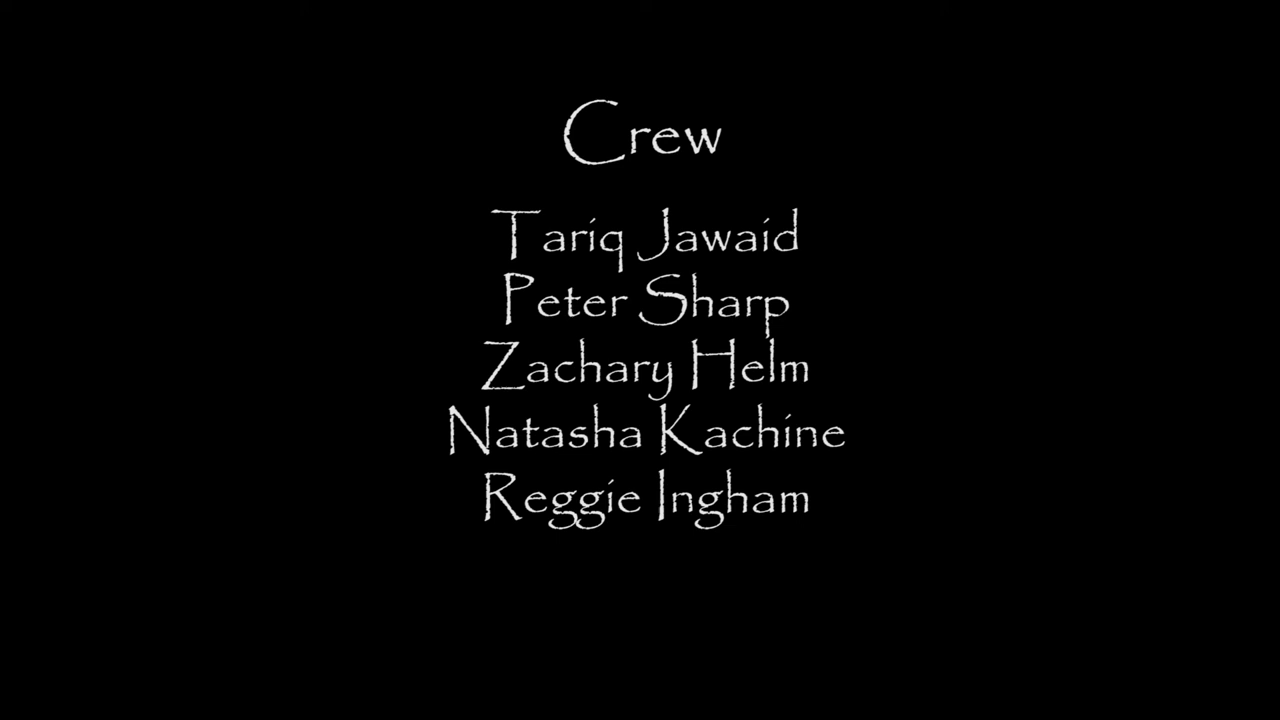 Crew
Tariq Jawaid
Peter Sharp
Zachary Helm
Natasha Kachine
Reggie Ingham